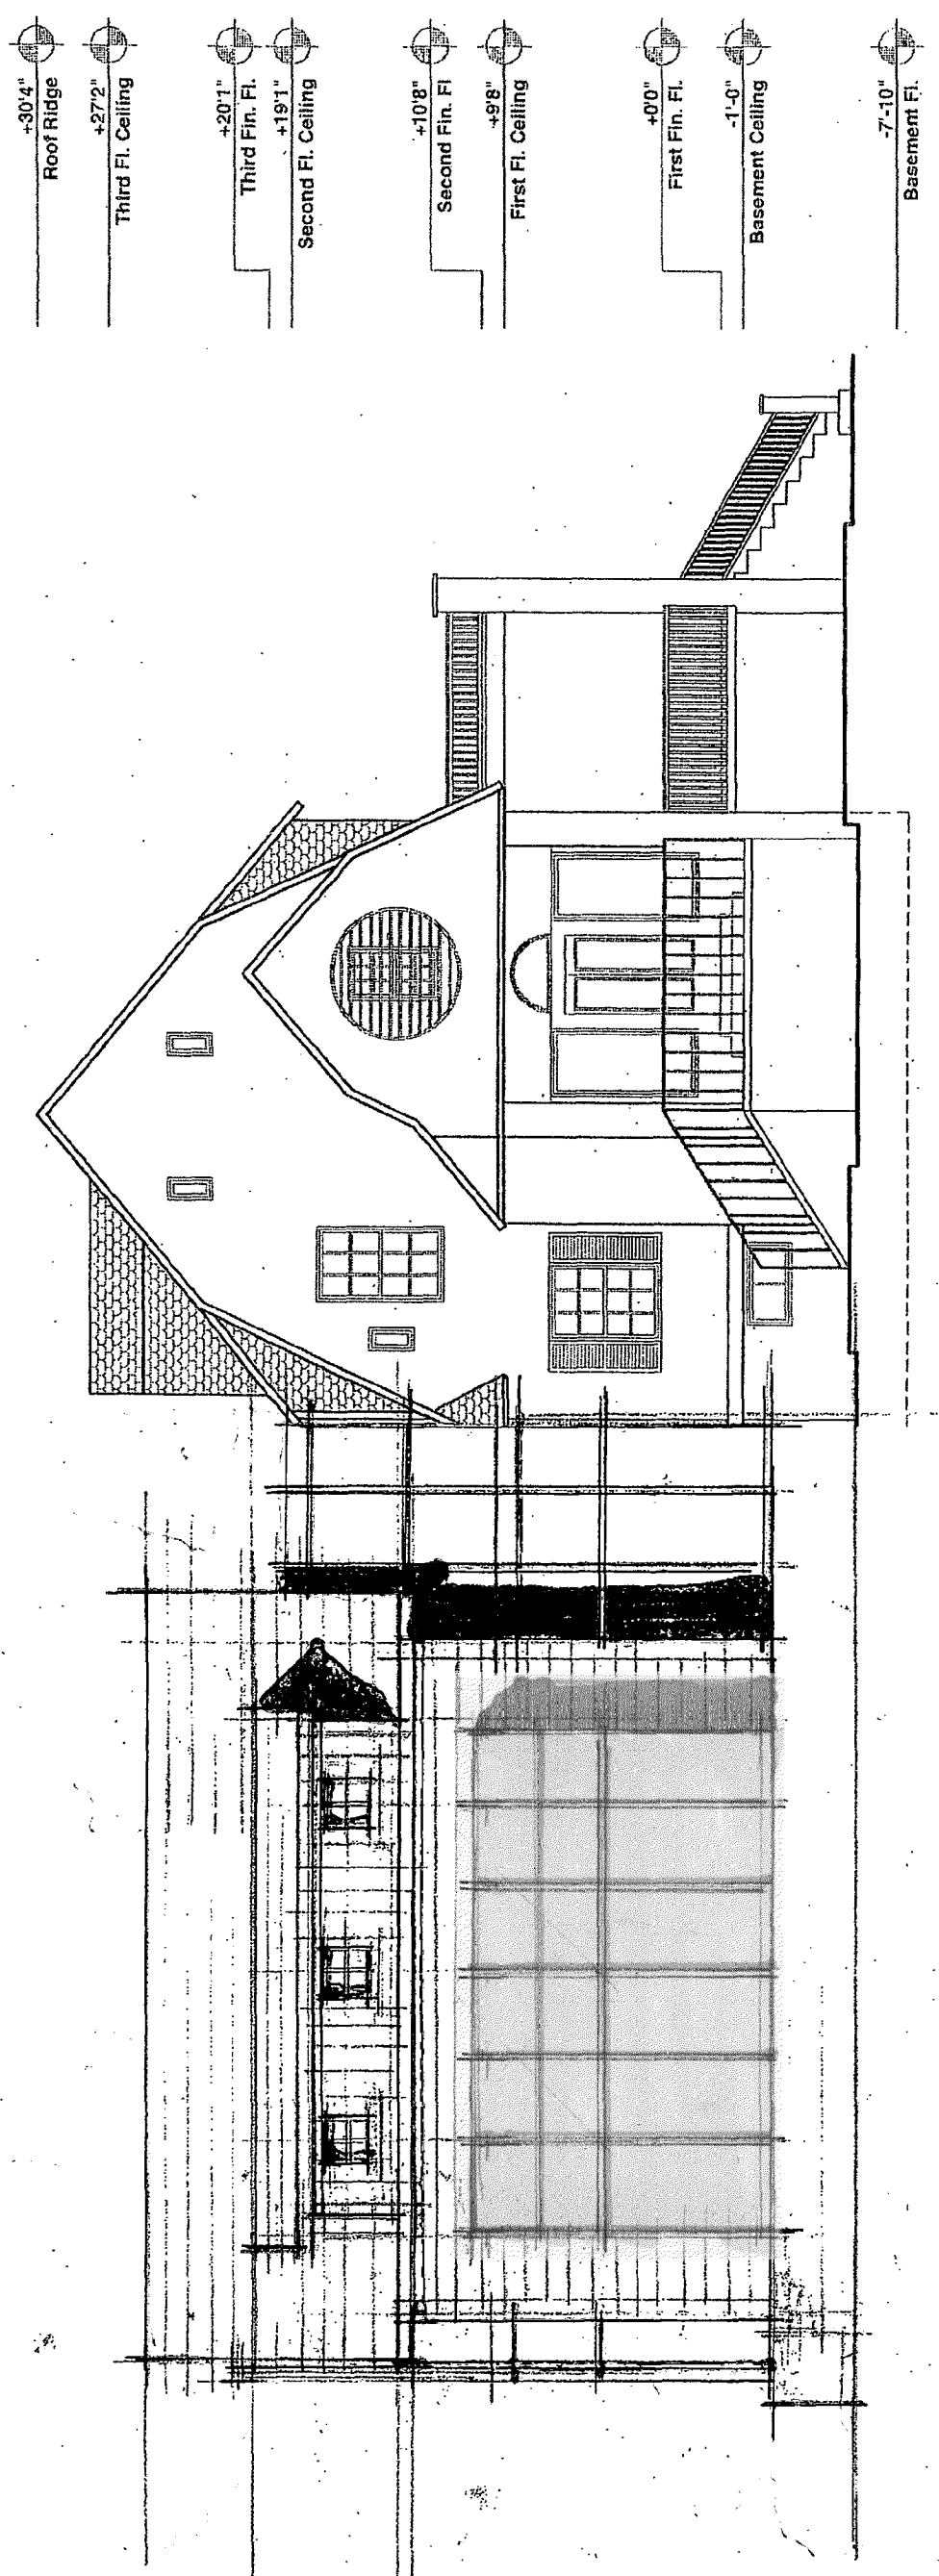 +30'4"
Roof Ridge
+27'2"
Third Fl. Ceiling
+20'1"
Third Fin. Fl.
+19'1"
Second Fl. Ceiling
+10'8"
Second Fin. Fl
+9'8"
First Fl. Ceiling
+0'0"
First Fin. Fl.
-1'-0"
Basement Ceiling
-7'-10"
Basement Fl.